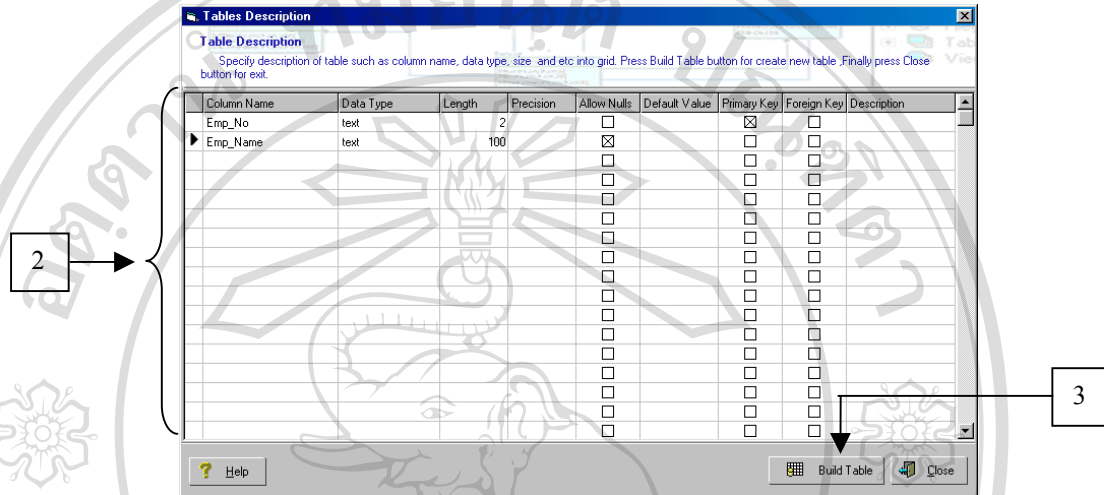 Tables Description
Table Description
Specify description of table such as column name, data type, size and etc into grid. Press Build Table button for create new table ,Finally press Close
button for exit.
Column Name Data Type Length Precision Allow Nulls Default Value Primary Key Foreign Key Description
Emp_No text 2
Emp_Name text 100
2
3
? Help Build Table Close